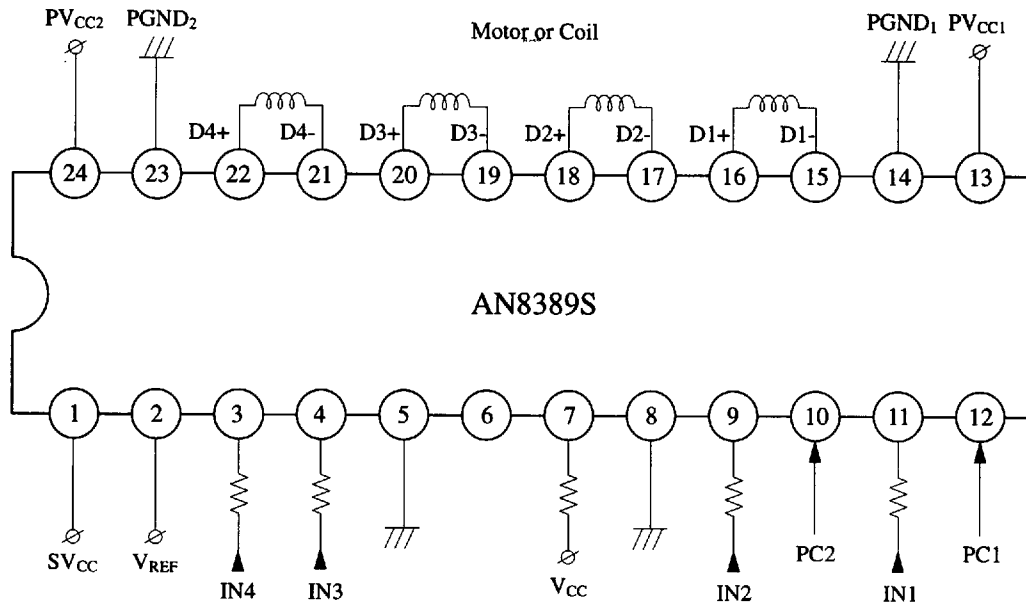 PVCC2 PGND2 Motor or Coil PGND1 PVCC1
D4+ D4- D3+ D3- D2+ D2- D1+ D1-
24 23 22 21 20 19 18 17 16 15 14 13
AN8389S
1 2 3 4 5 6 7 8 9 10 11 12
SVCC VREF IN4 IN3 VCC IN2 PC2 IN1 PC1